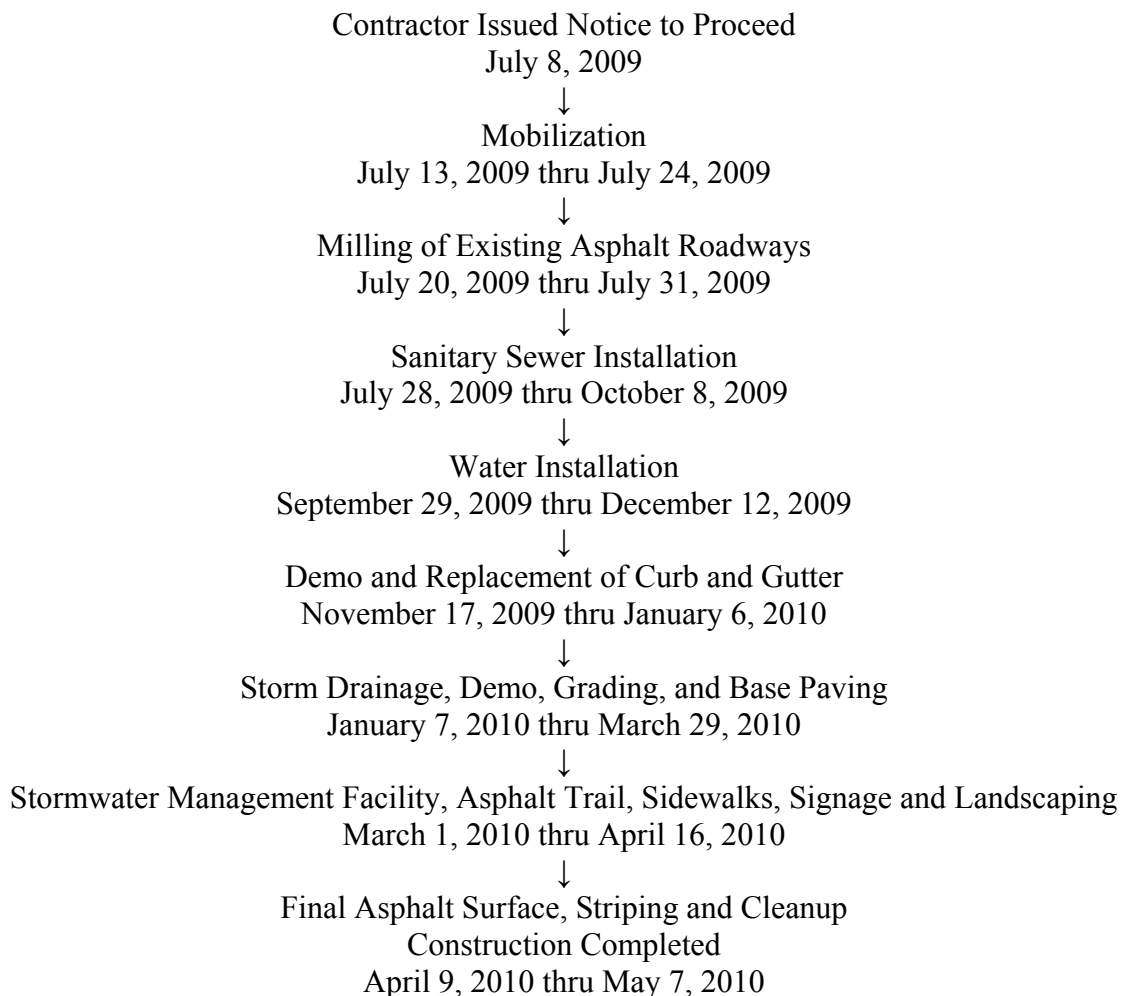 Contractor Issued Notice to Proceed
July 8, 2009
↓
Mobilization
July 13, 2009 thru July 24, 2009
↓
Milling of Existing Asphalt Roadways
July 20, 2009 thru July 31, 2009
↓
Sanitary Sewer Installation
July 28, 2009 thru October 8, 2009
↓
Water Installation
September 29, 2009 thru December 12, 2009
↓
Demo and Replacement of Curb and Gutter
November 17, 2009 thru January 6, 2010
↓
Storm Drainage, Demo, Grading, and Base Paving
January 7, 2010 thru March 29, 2010
↓
Stormwater Management Facility, Asphalt Trail, Sidewalks, Signage and Landscaping
March 1, 2010 thru April 16, 2010
↓
Final Asphalt Surface, Striping and Cleanup
Construction Completed
April 9, 2010 thru May 7, 2010